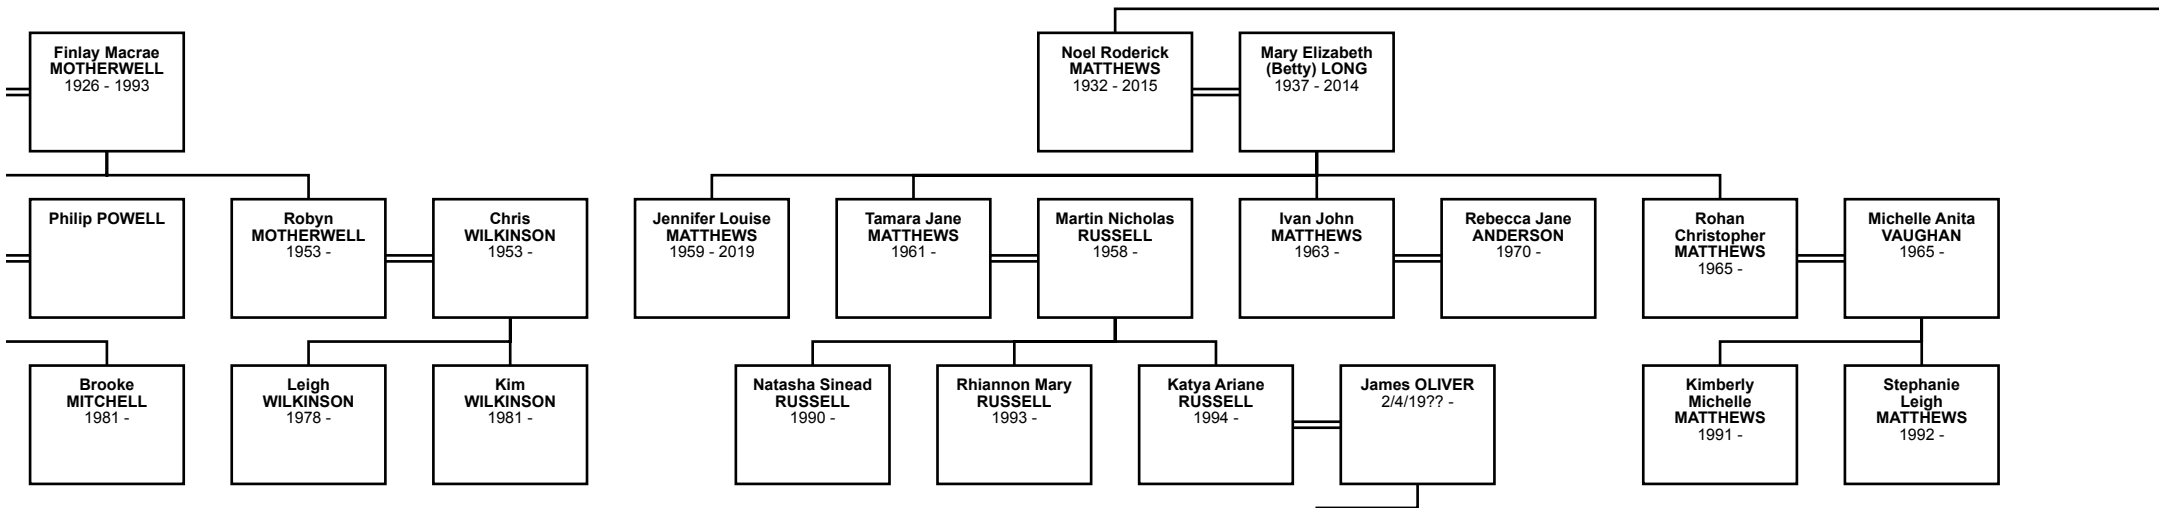 Finlay Macrae
MOTHERWELL
1926 - 1993
Noel Roderick
MATTHEWS
1932 - 2015
Mary Elizabeth
(Betty) LONG
1937 - 2014
Philip POWELL
Robyn
MOTHERWELL
1953 -
Chris
WILKINSON
1953 -
Jennifer Louise
MATTHEWS
1959 - 2019
Tamara Jane
MATTHEWS
1961 -
Martin Nicholas
RUSSELL
1958 -
Ivan John
MATTHEWS
1963 -
Rebecca Jane
ANDERSON
1970 -
Rohan
Christopher
MATTHEWS
1965 -
Michelle Anita
VAUGHAN
1965 -
Brooke
MITCHELL
1981 -
Leigh
WILKINSON
1978 -
Kim
WILKINSON
1981 -
Natasha Sinead
RUSSELL
1990 -
Rhiannon Mary
RUSSELL
1993 -
Katya Ariane
RUSSELL
1994 -
James OLIVER
2/4/19?? -
Kimberly
Michelle
MATTHEWS
1991 -
Stephanie
Leigh
MATTHEWS
1992 -